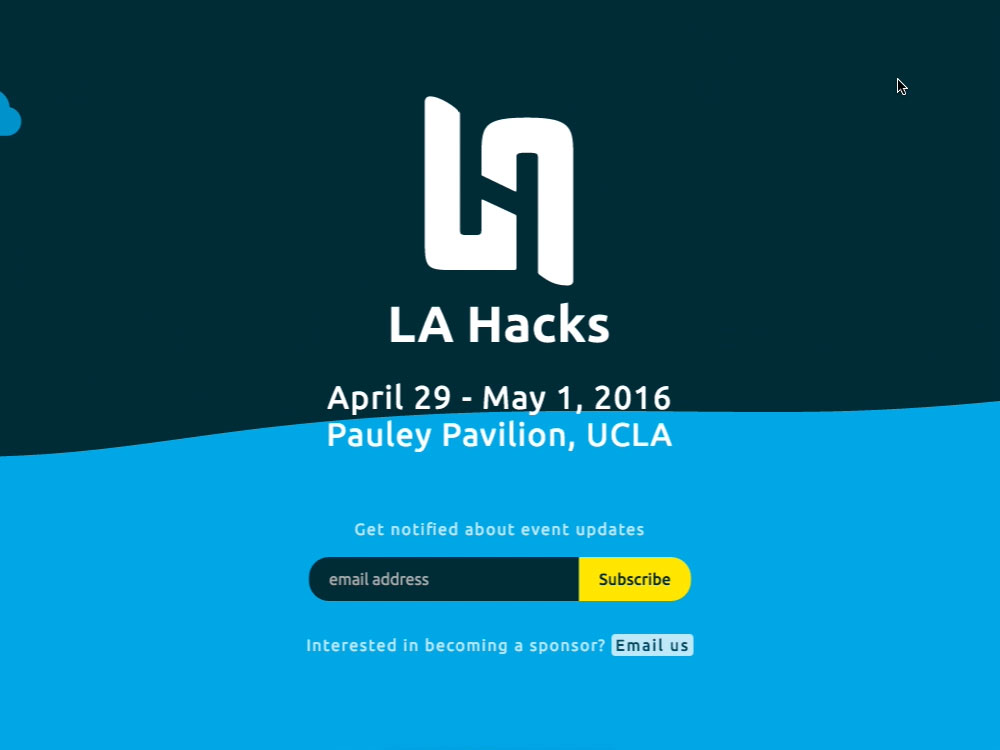 LA Hacks
April 29 - May 1, 2016
Pauley Pavilion, UCLA
Get notified about event updates
email address Subscribe
Interested in becoming a sponsor? Email us